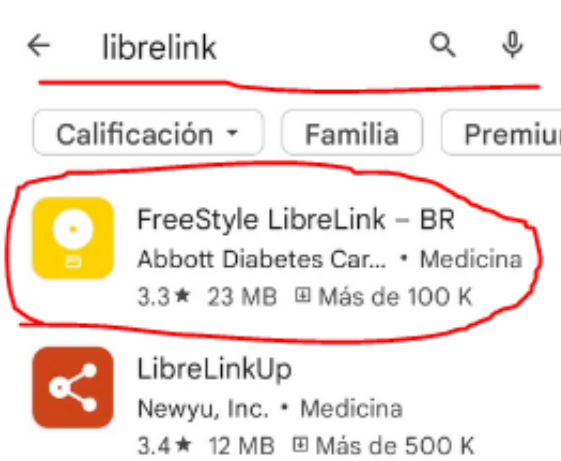 librelink
Calificación
Familia
Premiu
FreeStyle LibreLink – BR
Abbott Diabetes Car... • Medicina
3.3★ 23 MB Más de 100 K
LibreLinkUp
Newyu, Inc. • Medicina
3.4★ 12 MB Más de 500 K